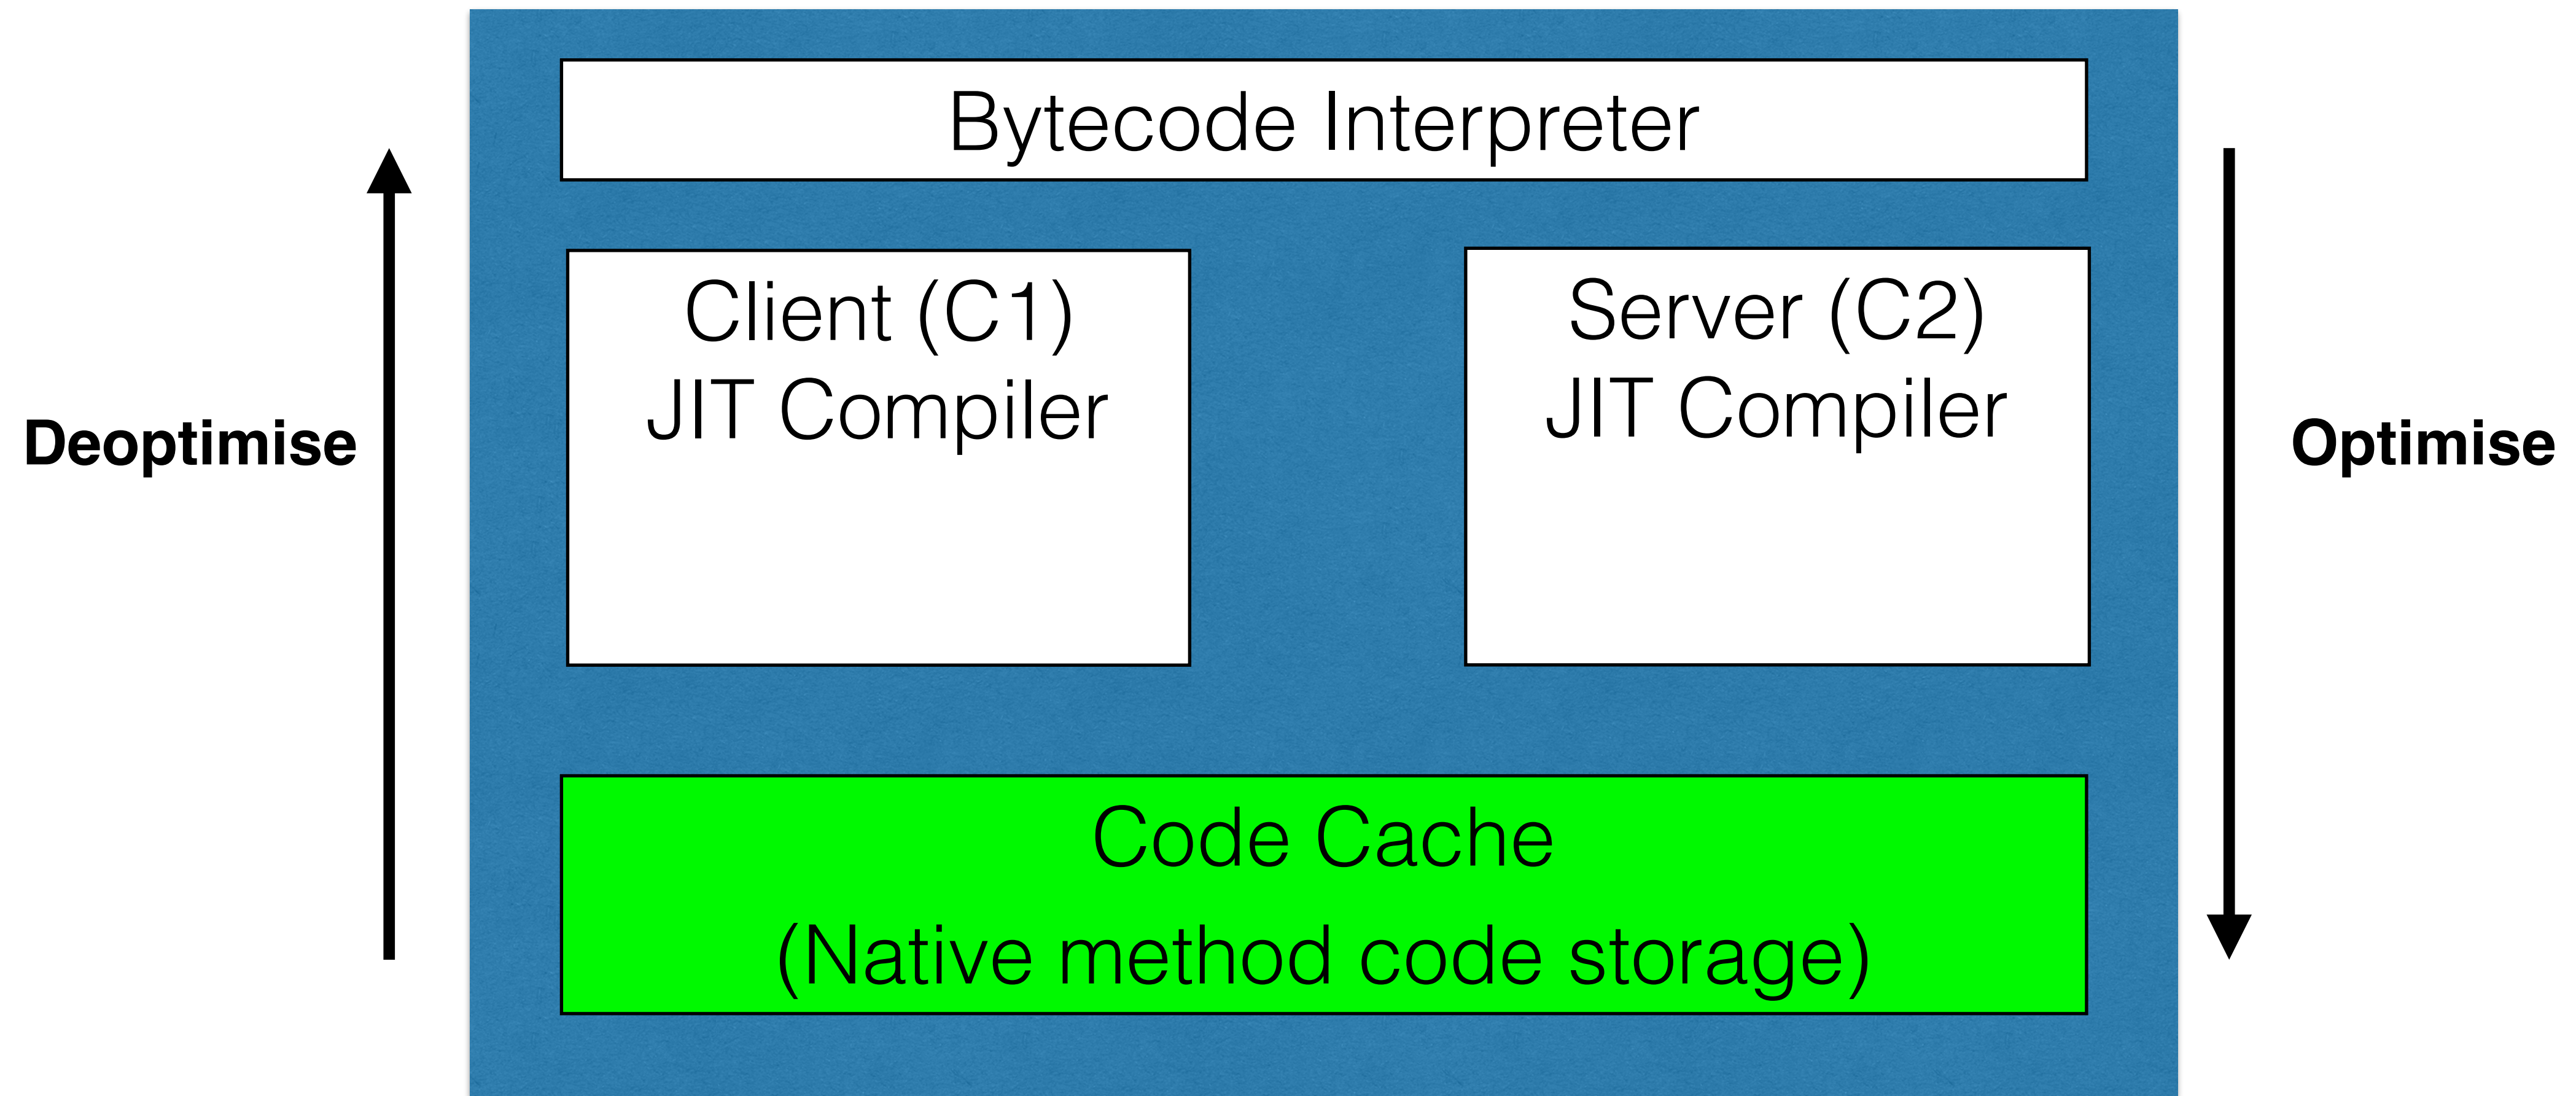 Bytecode Interpreter
Client (C1)
JIT Compiler
Server (C2)
JIT Compiler
Deoptimise
Optimise
Code Cache
(Native method code storage)